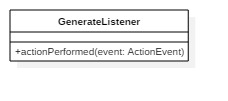 GenerateListener
+actionPerformed(event: ActionEvent)